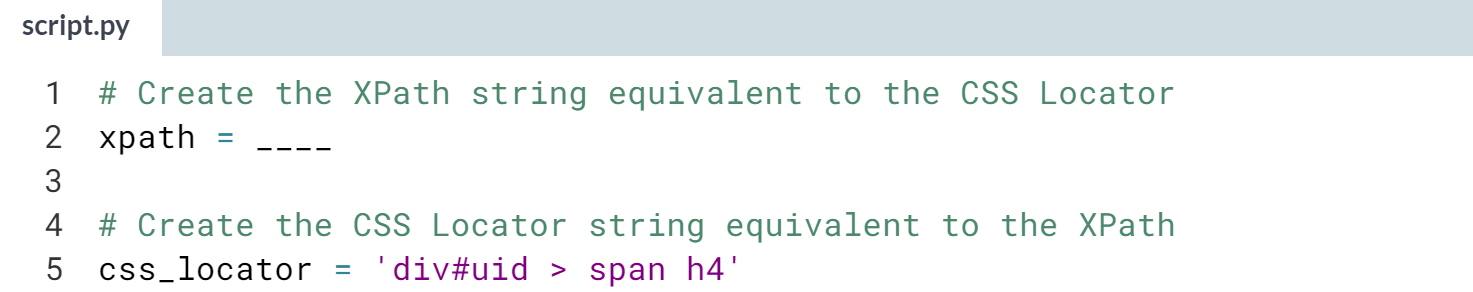 script.py
1 # Create the XPath string equivalent to the CSS Locator
2 xpath = ____
3
4 # Create the CSS Locator string equivalent to the XPath
5 css_locator = 'div#uid > span h4'